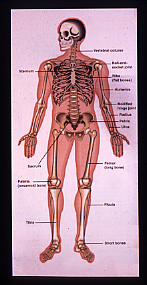 Vertebral column
Ball-and-
socket joint
Sternum
Ribs
(flat bones)
Humerus
Modified
hinge joint
Radius
Pelvis
Ulna
Sacrum
Femur
(long bone)
Patella
(sesamoid bone)
Fibula
Tibia
Short bones